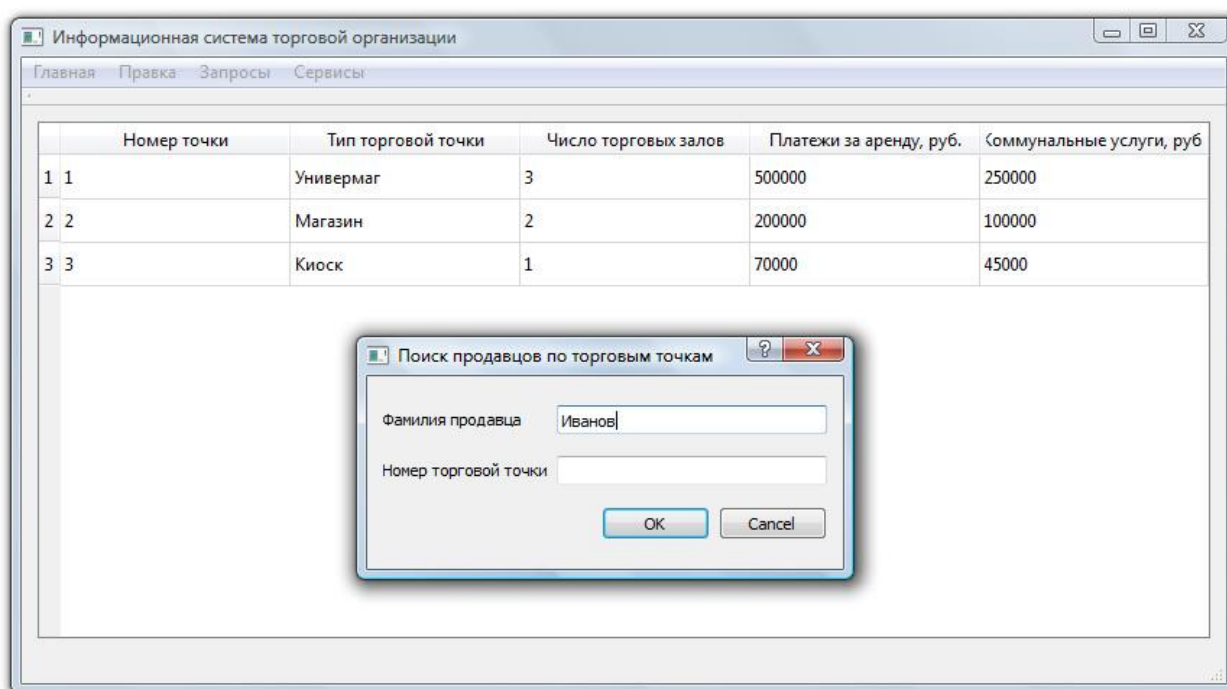 Информационная система торговой организации
Главная Правка Запросы Сервисы
Номер точки Тип торговой точки Число торговых залов Платежи за аренду, руб. Коммунальные услуги, руб
1 1 Универмаг 3 500000 250000
2 2 Магазин 2 200000 100000
3 3 Киоск 1 70000 45000
Поиск продавцов по торговым точкам
Фамилия продавца Иванов
Номер торговой точки
OK Cancel